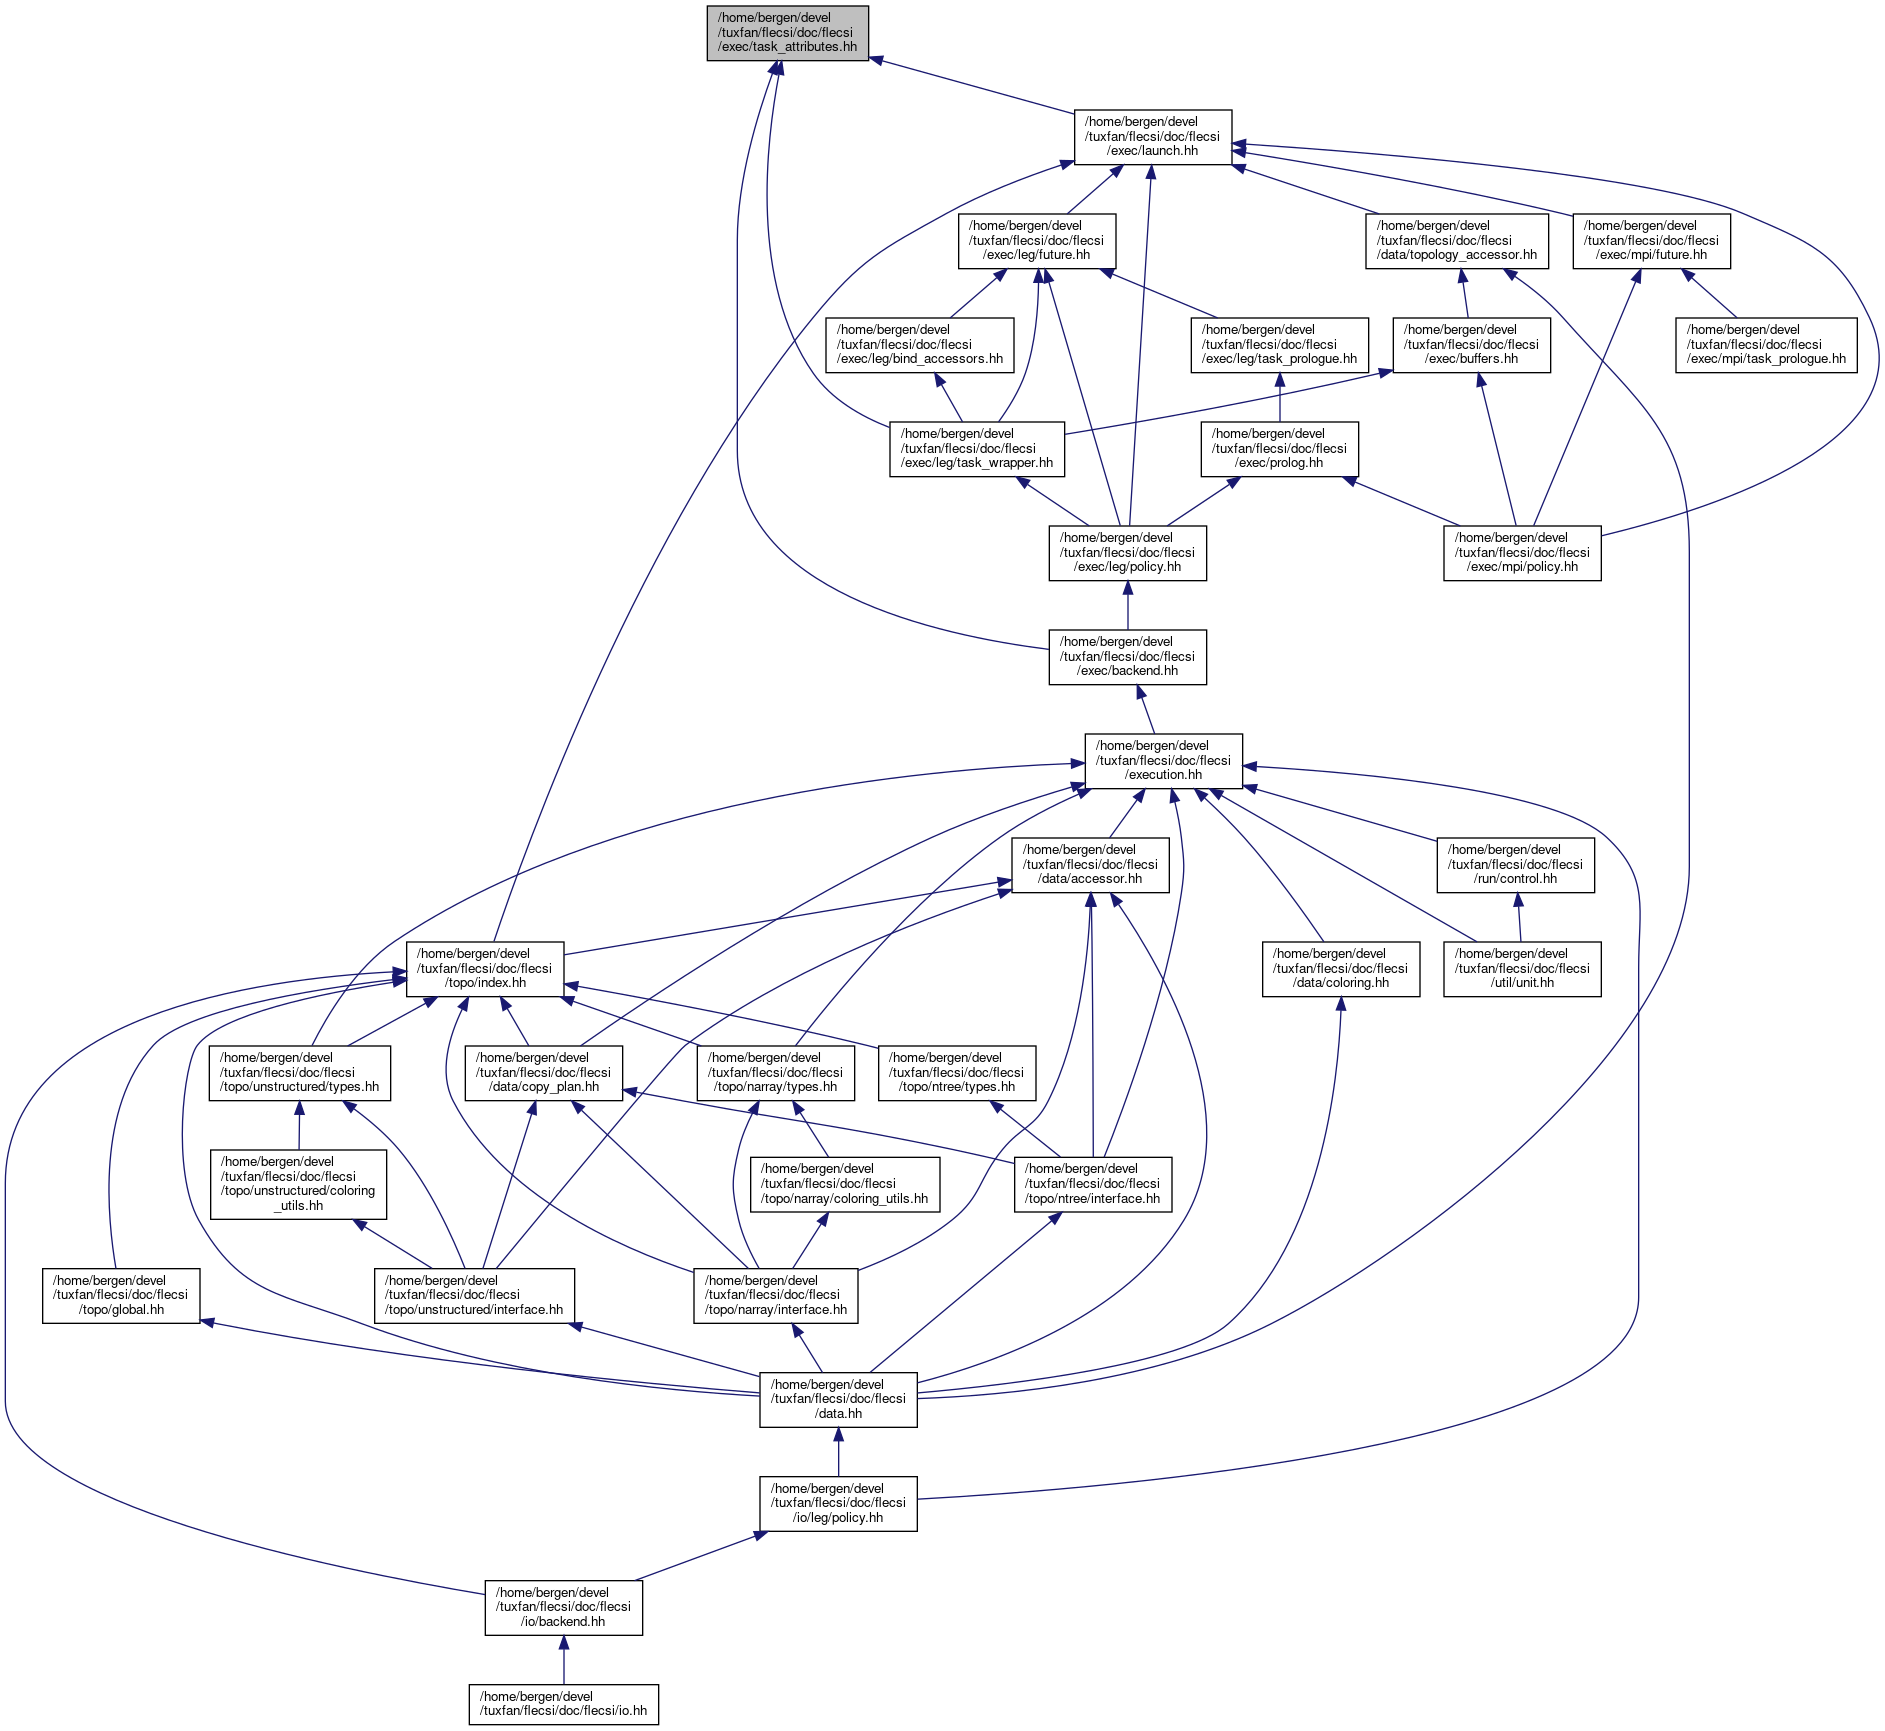 /home/bergen/devel
/tuxfan/flecsi/doc/flecsi
/exec/task_attributes.hh
/home/bergen/devel
/tuxfan/flecsi/doc/flecsi
/exec/launch.hh
/home/bergen/devel
/tuxfan/flecsi/doc/flecsi
/exec/leg/future.hh
/home/bergen/devel
/tuxfan/flecsi/doc/flecsi
/data/topology_accessor.hh
/home/bergen/devel
/tuxfan/flecsi/doc/flecsi
/exec/mpi/future.hh
/home/bergen/devel
/tuxfan/flecsi/doc/flecsi
/exec/leg/bind_accessors.hh
/home/bergen/devel
/tuxfan/flecsi/doc/flecsi
/exec/leg/task_prologue.hh
/home/bergen/devel
/tuxfan/flecsi/doc/flecsi
/exec/buffers.hh
/home/bergen/devel
/tuxfan/flecsi/doc/flecsi
/exec/mpi/task_prologue.hh
/home/bergen/devel
/tuxfan/flecsi/doc/flecsi
/exec/leg/task_wrapper.hh
/home/bergen/devel
/tuxfan/flecsi/doc/flecsi
/exec/prolog.hh
/home/bergen/devel
/tuxfan/flecsi/doc/flecsi
/exec/leg/policy.hh
/home/bergen/devel
/tuxfan/flecsi/doc/flecsi
/exec/mpi/policy.hh
/home/bergen/devel
/tuxfan/flecsi/doc/flecsi
/exec/backend.hh
/home/bergen/devel
/tuxfan/flecsi/doc/flecsi
/execution.hh
/home/bergen/devel
/tuxfan/flecsi/doc/flecsi
/data/accessor.hh
/home/bergen/devel
/tuxfan/flecsi/doc/flecsi
/run/control.hh
/home/bergen/devel
/tuxfan/flecsi/doc/flecsi
/topo/index.hh
/home/bergen/devel
/tuxfan/flecsi/doc/flecsi
/data/coloring.hh
/home/bergen/devel
/tuxfan/flecsi/doc/flecsi
/util/unit.hh
/home/bergen/devel
/tuxfan/flecsi/doc/flecsi
/topo/unstructured/types.hh
/home/bergen/devel
/tuxfan/flecsi/doc/flecsi
/data/copy_plan.hh
/home/bergen/devel
/tuxfan/flecsi/doc/flecsi
/topo/narray/types.hh
/home/bergen/devel
/tuxfan/flecsi/doc/flecsi
/topo/ntree/types.hh
/home/bergen/devel
/tuxfan/flecsi/doc/flecsi
/topo/unstructured/coloring
_utils.hh
/home/bergen/devel
/tuxfan/flecsi/doc/flecsi
/topo/narray/coloring_utils.hh
/home/bergen/devel
/tuxfan/flecsi/doc/flecsi
/topo/ntree/interface.hh
/home/bergen/devel
/tuxfan/flecsi/doc/flecsi
/topo/global.hh
/home/bergen/devel
/tuxfan/flecsi/doc/flecsi
/topo/unstructured/interface.hh
/home/bergen/devel
/tuxfan/flecsi/doc/flecsi
/topo/narray/interface.hh
/home/bergen/devel
/tuxfan/flecsi/doc/flecsi
/data.hh
/home/bergen/devel
/tuxfan/flecsi/doc/flecsi
/io/leg/policy.hh
/home/bergen/devel
/tuxfan/flecsi/doc/flecsi
/io/backend.hh
/home/bergen/devel
/tuxfan/flecsi/doc/flecsi/io.hh